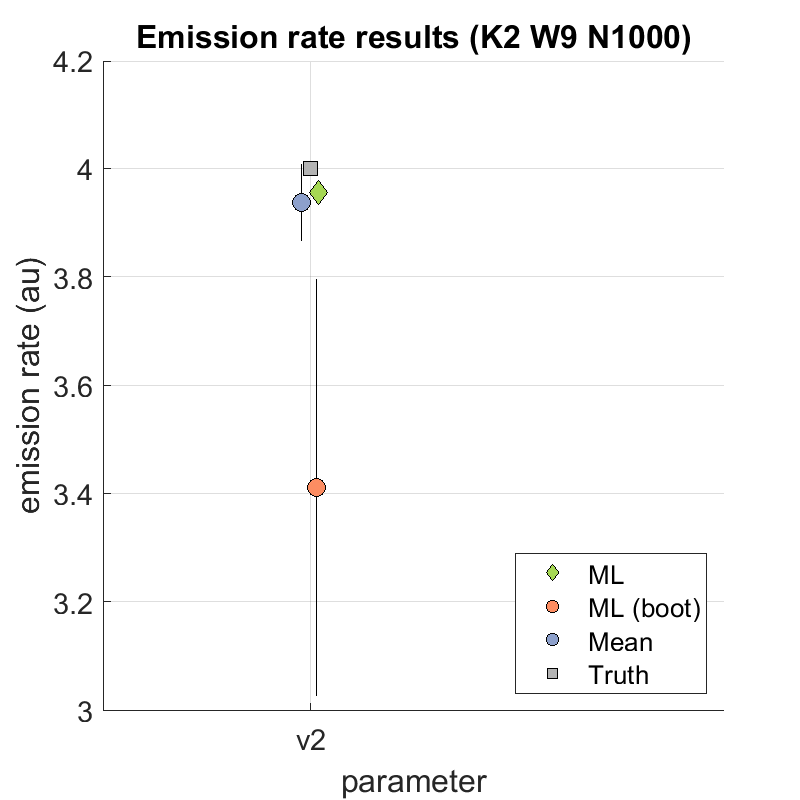 Emission rate results (K2 W9 N1000)
4.2
4
3.8
3.6
3.4
3.2
3
emission rate (au)
v2
parameter
ML
ML (boot)
Mean
Truth